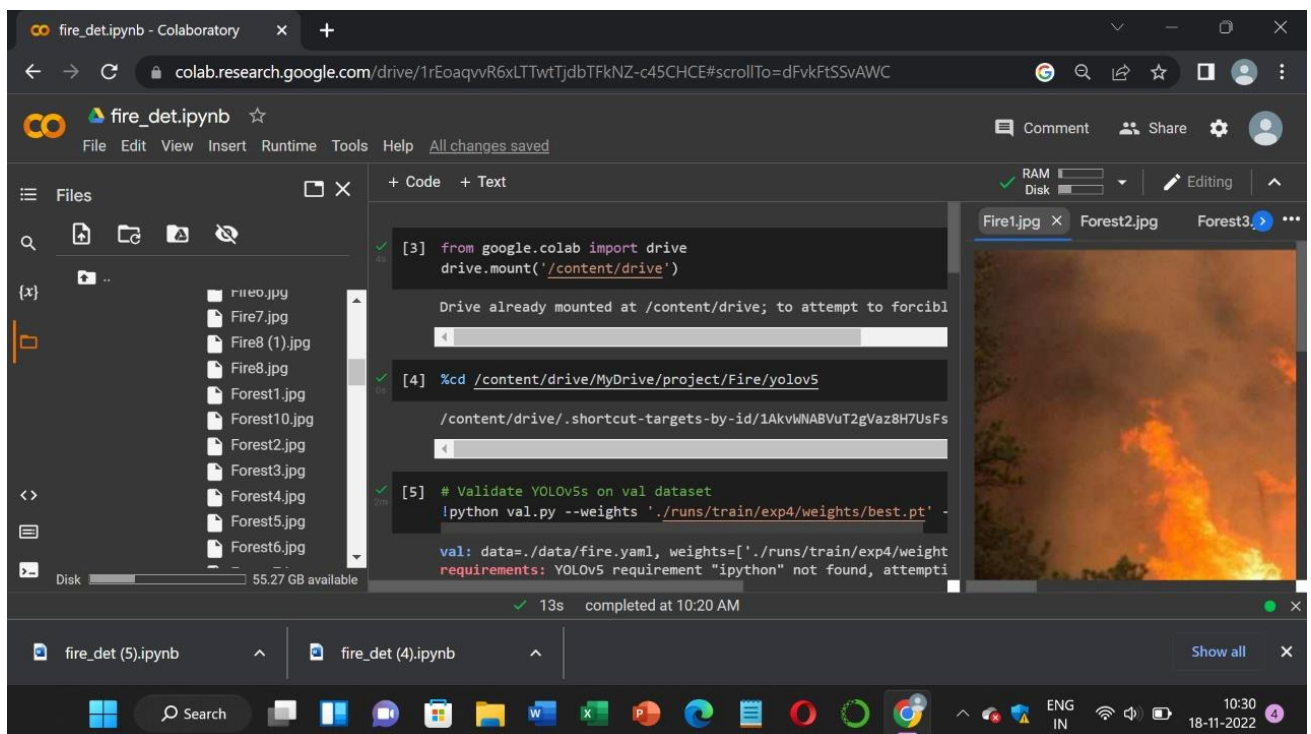 fire_det.ipynb - Colaboratory
colab.research.google.com/drive/1rEoaqvvR6xLTTwtTjdbTFkNZ-c45CHCE#scrollTo=dFvkFtSSvAWC
fire_det.ipynb
File Edit View Insert Runtime Tools Help All changes saved
Comment Share
Files
+ Code + Text
RAM
Disk
Editing
Fire1.jpg Forest2.jpg Forest3.
{x}
..
Fire6.jpg
Fire7.jpg
Fire8 (1).jpg
Fire8.jpg
Forest1.jpg
Forest10.jpg
Forest2.jpg
Forest3.jpg
Forest4.jpg
Forest5.jpg
Forest6.jpg
Disk 55.27 GB available
[3] from google.colab import drive
4s
drive.mount('/content/drive')
Drive already mounted at /content/drive; to attempt to forcibl
[4] %cd /content/drive/MyDrive/project/Fire/yolov5
0s
/content/drive/.shortcut-targets-by-id/1AkvWNABVuT2gVaz8H7UsFs
[5] # Validate YOLOv5s on val dataset
2m
!python val.py --weights './runs/train/exp4/weights/best.pt' -
val: data=./data/fire.yaml, weights=['./runs/train/exp4/weight
requirements: YOLOv5 requirement "ipython" not found, attempti
13s completed at 10:20 AM
fire_det (5).ipynb
fire_det (4).ipynb
Show all
Search
ENG
IN
10:30
18-11-2022
4